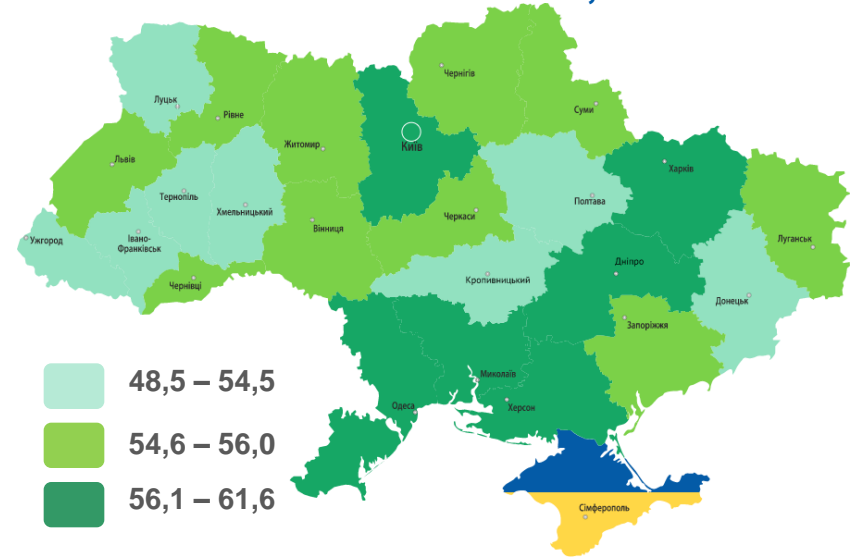 Чернігів
Луцьк
Рівне
Суми
Житомир
Київ
Львів
Харків
Тернопіль
Хмельницький
Полтава
Черкаси
Вінниця
Ужгород
Івано-
Франківськ
Луганськ
Чернівці
Дніпро
Кропивницький
Донецьк
Запоріжжя
Миколаїв
Одеса
Херсон
48,5 – 54,5
54,6 – 56,0
56,1 – 61,6
Сімферополь